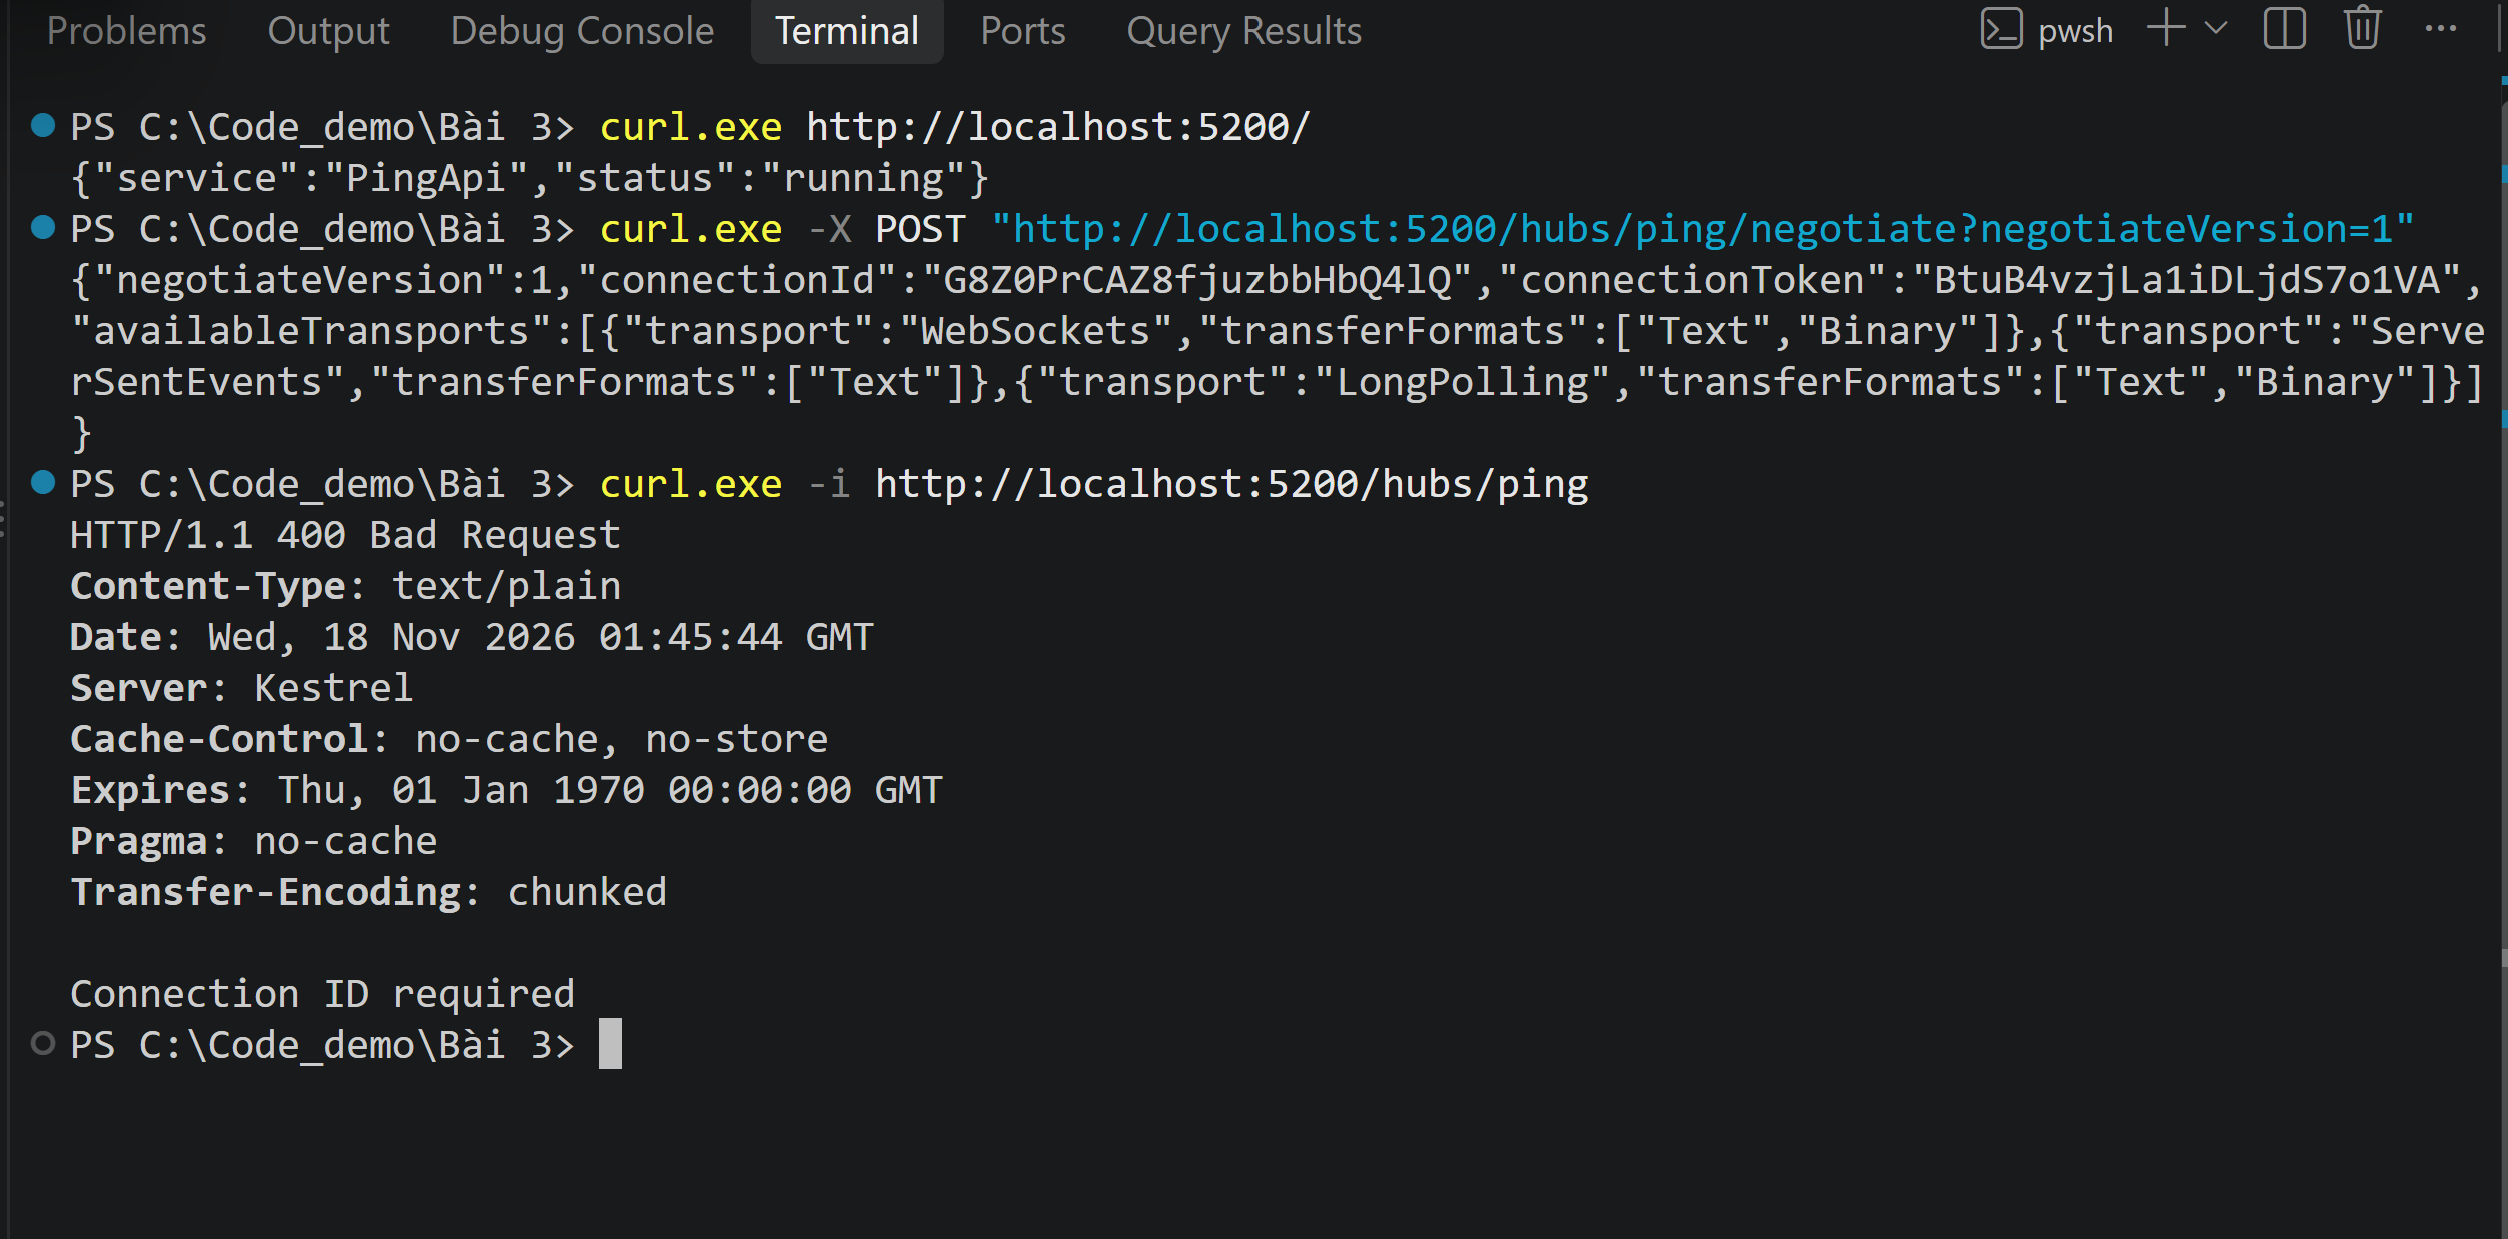 Problems Output Debug Console Terminal Ports Query Results pwsh
PS C:\Code_demo\Bài 3> curl.exe http://localhost:5200/
{"service":"PingApi","status":"running"}
PS C:\Code_demo\Bài 3> curl.exe -X POST "http://localhost:5200/hubs/ping/negotiate?negotiateVersion=1"
{"negotiateVersion":1,"connectionId":"G8Z0PrCAZ8fjuzbbHbQ4lQ","connectionToken":"BtuB4vzjLa1iDLjdS7o1VA",
"availableTransports":[{"transport":"WebSockets","transferFormats":["Text","Binary"]},{"transport":"Serve
rSentEvents","transferFormats":["Text"]},{"transport":"LongPolling","transferFormats":["Text","Binary"]}]
}
PS C:\Code_demo\Bài 3> curl.exe -i http://localhost:5200/hubs/ping
HTTP/1.1 400 Bad Request
Content-Type: text/plain
Date: Wed, 18 Nov 2026 01:45:44 GMT
Server: Kestrel
Cache-Control: no-cache, no-store
Expires: Thu, 01 Jan 1970 00:00:00 GMT
Pragma: no-cache
Transfer-Encoding: chunked
Connection ID required
PS C:\Code_demo\Bài 3>